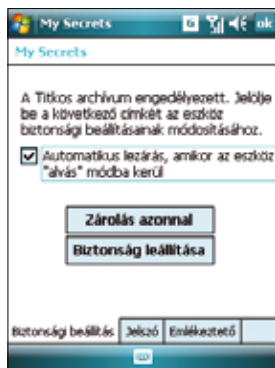 My Secrets
ok
My Secrets
A Titkos archívum engedélyezett. Jelölje
be a következő címkét az eszköz
biztonsági beállításainak módosításához.
Automatikus lezárás, amikor az eszköz
"alvás" módba kerül
Zárolás azonnal
Biztonság leállítása
Biztonsági beállítás
Jelszó
Emlékeztető